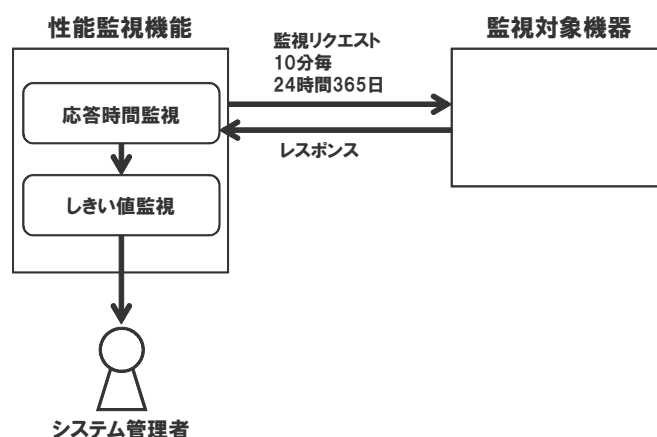 性能監視機能
監視リクエスト
10分毎
24時間365日
監視対象機器
応答時間監視
レスポンス
しきい値監視
システム管理者